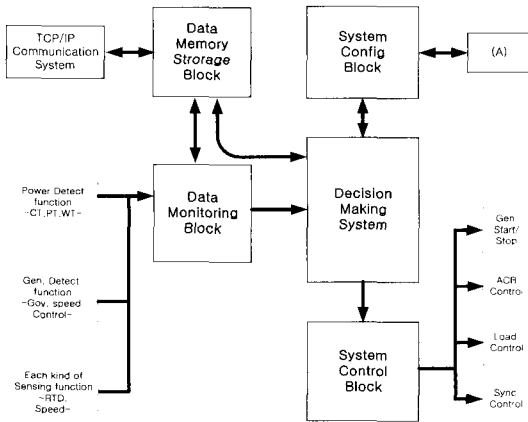 TCP/IP
Communication
System
Data
Memory
Strorage
Block
System
Config
Block
(A)
Power Detect
function
-CT,PT,WT-
Data
Monitoring
Block
Decision
Making
System
Gen
Start/
Stop
Gen, Detect
function
-Gov, speed
Control-
ACB
Control
Each kind of
Sensing function
-RTD,
Speed-
System
Control
Block
Load
Control
Sync
Control